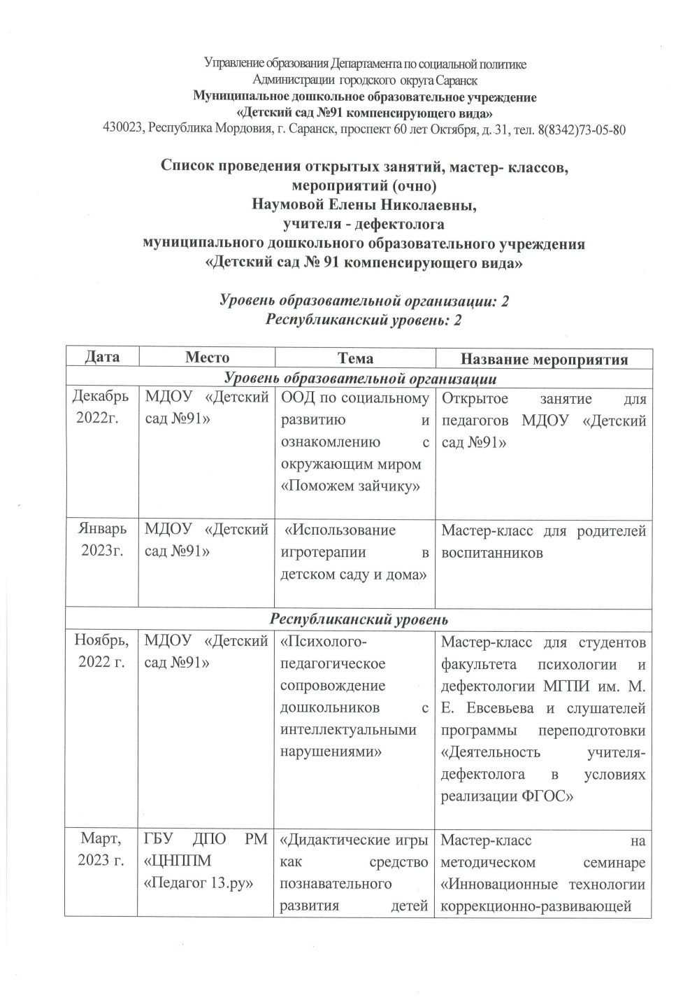 Управление образования Департамента по социальной политике
Администрации городского округа Саранск
Муниципальное дошкольное образовательное учреждение
«Детский сад №91 компенсирующего вида»
430023, Республика Мордовия, г. Саранск, проспект 60 лет Октября, д. 31, тел. 8(8342)73-05-80
Список проведения открытых занятий, мастер- классов,
мероприятий (очно)
Наумовой Елены Николаевны,
учителя - дефектолога
муниципального дошкольного образовательного учреждения
«Детский сад № 91 компенсирующего вида»
Уровень образовательной организации: 2
Республиканский уровень: 2
Дата Место Тема Название мероприятия
Уровень образовательной организации
Декабрь
2022г.
МДОУ «Детский
сад №91»
ООД по социальному
развитию и
ознакомлению с
окружающим миром
«Поможем зайчику»
Открытое занятие для
педагогов МДОУ «Детский
сад №91»
Январь
2023г.
МДОУ «Детский
сад №91»
«Использование
игротерапии в
детском саду и дома»
Мастер-класс для родителей
воспитанников
Республиканский уровень
Ноябрь,
2022 г.
МДОУ «Детский
сад №91»
«Психолого-
педагогическое
сопровождение
дошкольников с
интеллектуальными
нарушениями»
Мастер-класс для студентов
факультета психологии и
дефектологии МГПИ им. М.
Е. Евсевьева и слушателей
программы переподготовки
«Деятельность учителя-
дефектолога в условиях
реализации ФГОС»
Март,
2023 г.
ГБУ ДПО РМ
«ЦНППМ
«Педагог 13.ру»
«Дидактические игры
как средство
познавательного
развития детей
Мастер-класс на
методическом семинаре
«Инновационные технологии
коррекционно-развивающей